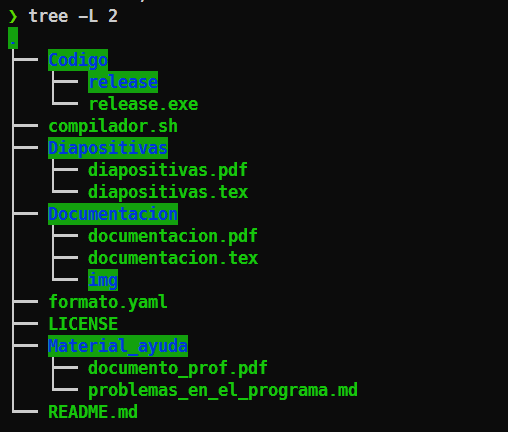 ❯ tree -L 2
.
├── Codigo
│   ├── release
│   └── release.exe
├── compilador.sh
├── Diapositivas
│   ├── diapositivas.pdf
│   └── diapositivas.tex
├── Documentacion
│   ├── documentacion.pdf
│   ├── documentacion.tex
│   └── img
├── formato.yaml
├── LICENSE
├── Material_ayuda
│   ├── documento_prof.pdf
│   └── problemas_en_el_programa.md
└── README.md